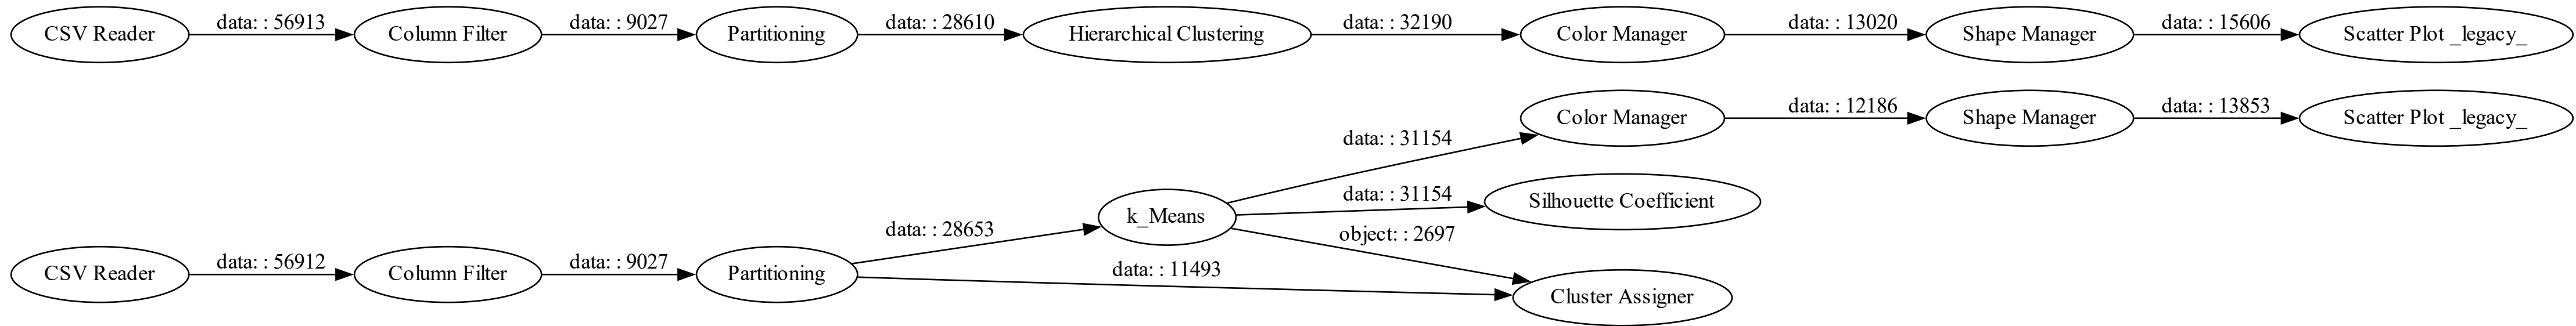 CSV Reader
data: : 56913
Column Filter
data: : 9027
Partitioning
data: : 28610
Hierarchical Clustering
data: : 32190
Color Manager
data: : 13020
Shape Manager
data: : 15606
Scatter Plot _legacy_
Color Manager
data: : 12186
Shape Manager
data: : 13853
Scatter Plot _legacy_
data: : 31154
data: : 31154
Silhouette Coefficient
k_Means
object: : 2697
data: : 28653
CSV Reader
data: : 56912
Column Filter
data: : 9027
Partitioning
data: : 11493
Cluster Assigner